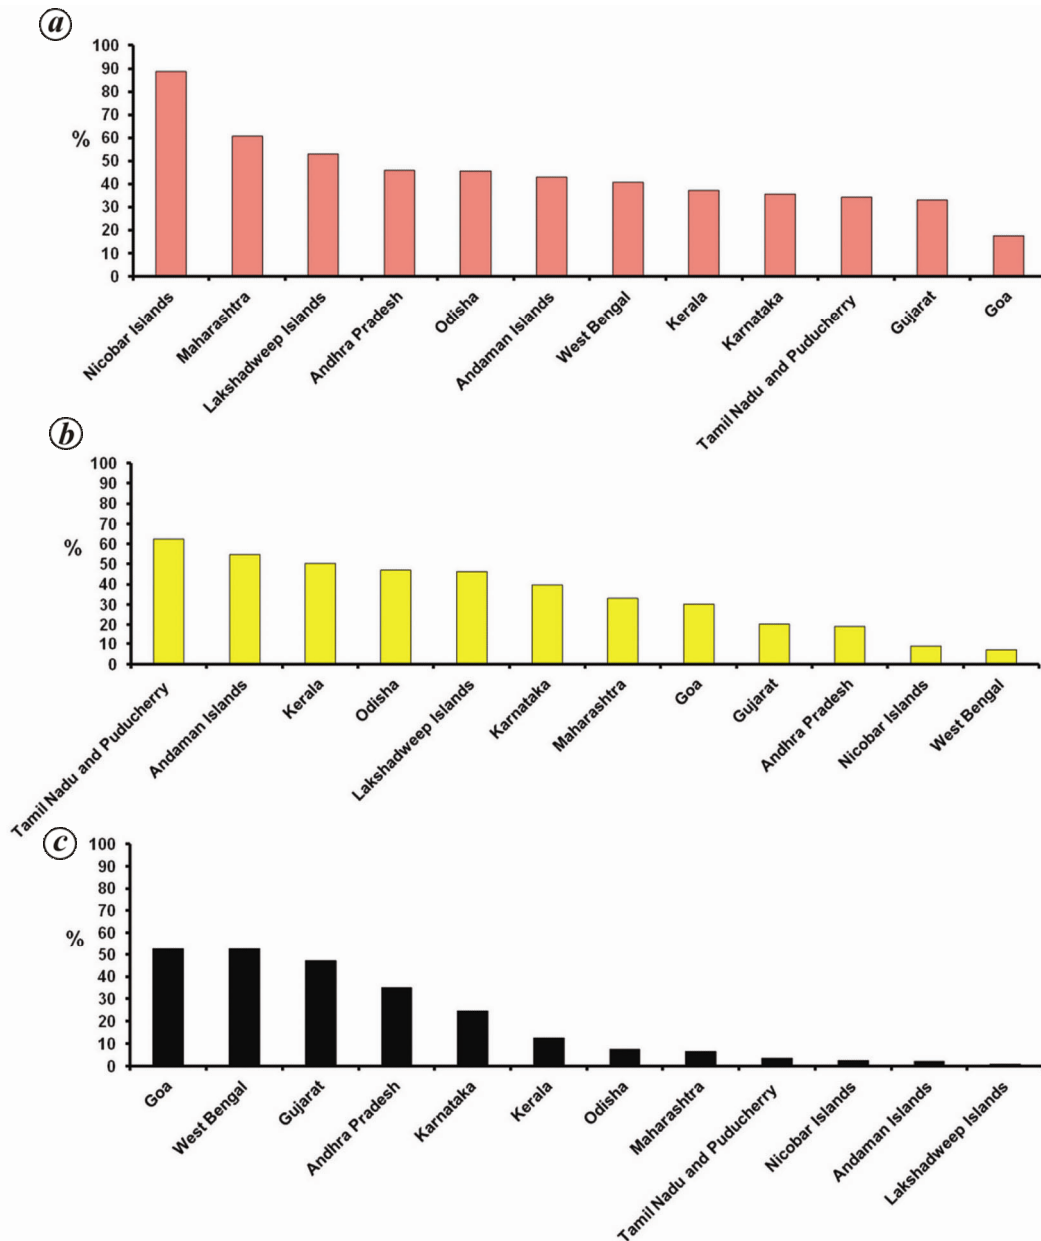 a
100
90
80
70
60
%
50
40
30
20
10
0
Nicobar Islands
Maharashtra
Lakshadweep Islands
Andhra Pradesh
Odisha
Andaman Islands
West Bengal
Kerala
Karnataka
Tamil Nadu and Puducherry
Gujarat
Goa
b
100
90
80
70
60
%
50
40
30
20
10
0
Tamil Nadu and Puducherry
Andaman Islands
Kerala
Odisha
Lakshadweep Islands
Karnataka
Maharashtra
Goa
Gujarat
Andhra Pradesh
Nicobar Islands
West Bengal
c
100
90
80
70
60
%
50
40
30
20
10
0
Goa
West Bengal
Gujarat
Andhra Pradesh
Karnataka
Kerala
Odisha
Maharashtra
Tamil Nadu and Puducherry
Nicobar Islands
Andaman Islands
Lakshadweep Islands